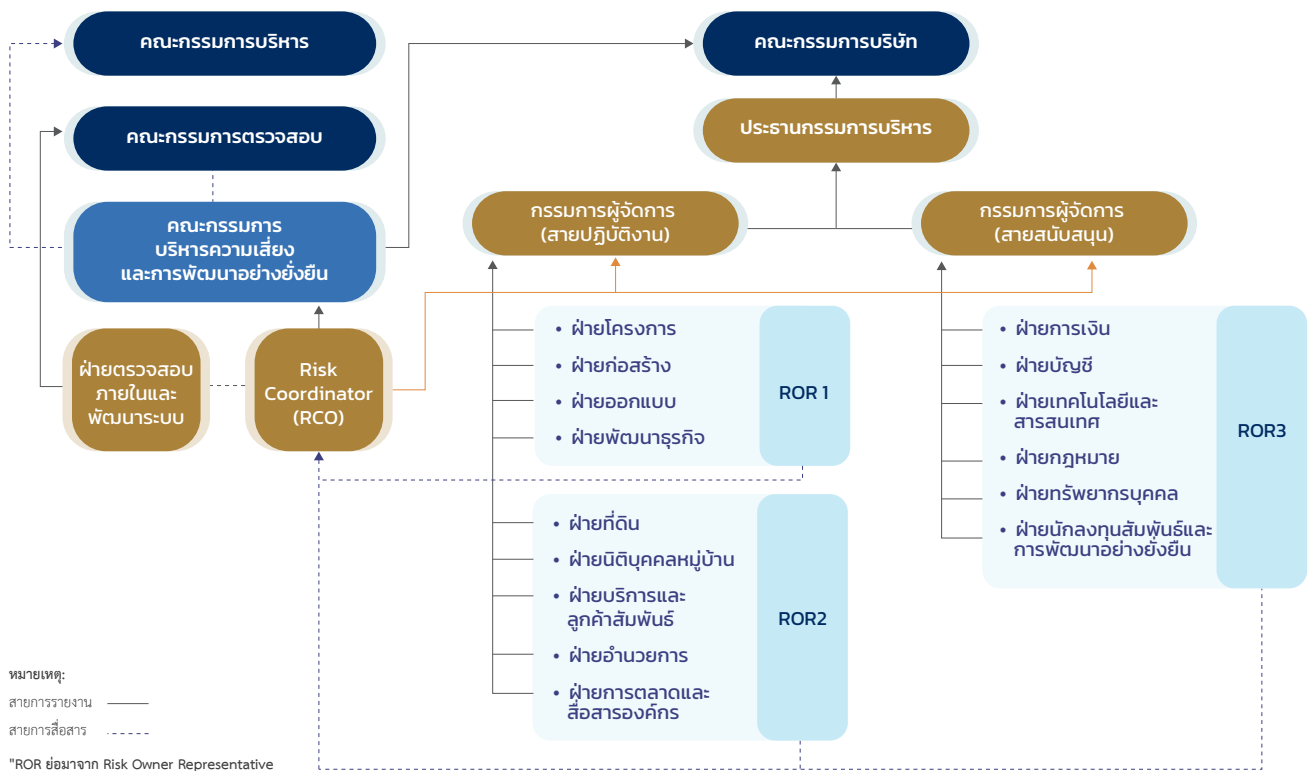 คณะกรรมการบริหาร
คณะกรรมการบริษัท
คณะกรรมการตรวจสอบ
ประธานกรรมการบริหาร
คณะกรรมการ
บริหารความเสี่ยง
และการพัฒนาอย่างยั่งยืน
กรรมการผู้จัดการ
(สายปฏิบัติงาน)
กรรมการผู้จัดการ
(สายสนับสนุน)
ฝ่ายตรวจสอบ
ภายในและ
พัฒนาระบบ
Risk
Coordinator
(RCO)
• ฝ่ายโครงการ
• ฝ่ายก่อสร้าง
• ฝ่ายออกแบบ
• ฝ่ายพัฒนาธุรกิจ
ROR 1
• ฝ่ายที่ดิน
• ฝ่ายนิติบุคคลหมู่บ้าน
• ฝ่ายบริการและ
ลูกค้าสัมพันธ์
• ฝ่ายอำนวยการ
• ฝ่ายการตลาดและ
สื่อสารองค์กร
ROR2
• ฝ่ายการเงิน
• ฝ่ายบัญชี
• ฝ่ายเทคโนโลยีและ
สารสนเทศ
• ฝ่ายกฎหมาย
• ฝ่ายทรัพยากรบุคคล
• ฝ่ายนักลงทุนสัมพันธ์และ
การพัฒนาอย่างยั่งยืน
ROR3
หมายเหตุ:
สายการรายงาน
สายการสื่อสาร
"ROR ย่อมาจาก Risk Owner Representative